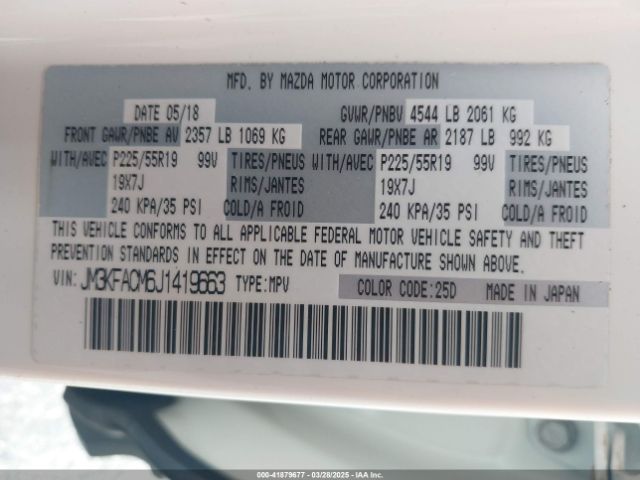 MFD. BY MAZDA MOTOR CORPORATION
DATE 05/18 GVWR/PNBV 4544 LB 2061 KG
FRONT GAWR/PNBE AV 2357 LB 1069 KG REAR GAWR/PNBE AR 2187 LB 992 KG
WITH/AVEC P225/55R19 99V TIRES/PNEUS WITH/AVEC P225/55R19 99V TIRES/PNEUS
19X7J RIMS/JANTES 19X7J RIMS/JANTES
240 KPA/35 PSI COLD/A FROID 240 KPA/35 PSI COLD/A FROID
THIS VEHICLE CONFORMS TO ALL APPLICABLE FEDERAL MOTOR VEHICLE SAFETY AND THEFT
PREVENTION STANDARDS IN EFFECT ON THE DATE OF MANUFACTURE SHOWN ABOVE.
VIN: JM3KFACM6J1419663 TYPE: MPV COLOR CODE:25D MADE IN JAPAN
00-41879677 - 03/28/2025 - IAA Inc.